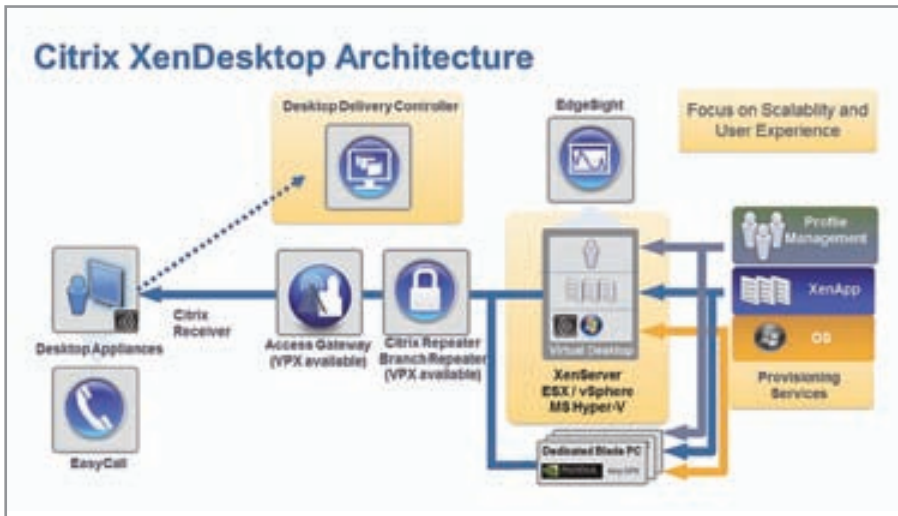 Citrix XenDesktop Architecture
Desktop Delivery Controller
EdgeSight
Focus on Scalablity and
User Experience
Profile
Management
XenApp
OS
Provisioning
Services
Virtual Desktop
XenServer
ESX / vSphere
MS Hyper-V
Dedicated Blade PC
Citrix
Receiver
Desktop Appliances
Access Gateway
(VPX available)
Citrix Repeater
Branch Repeater
(VPX available)
EasyCall